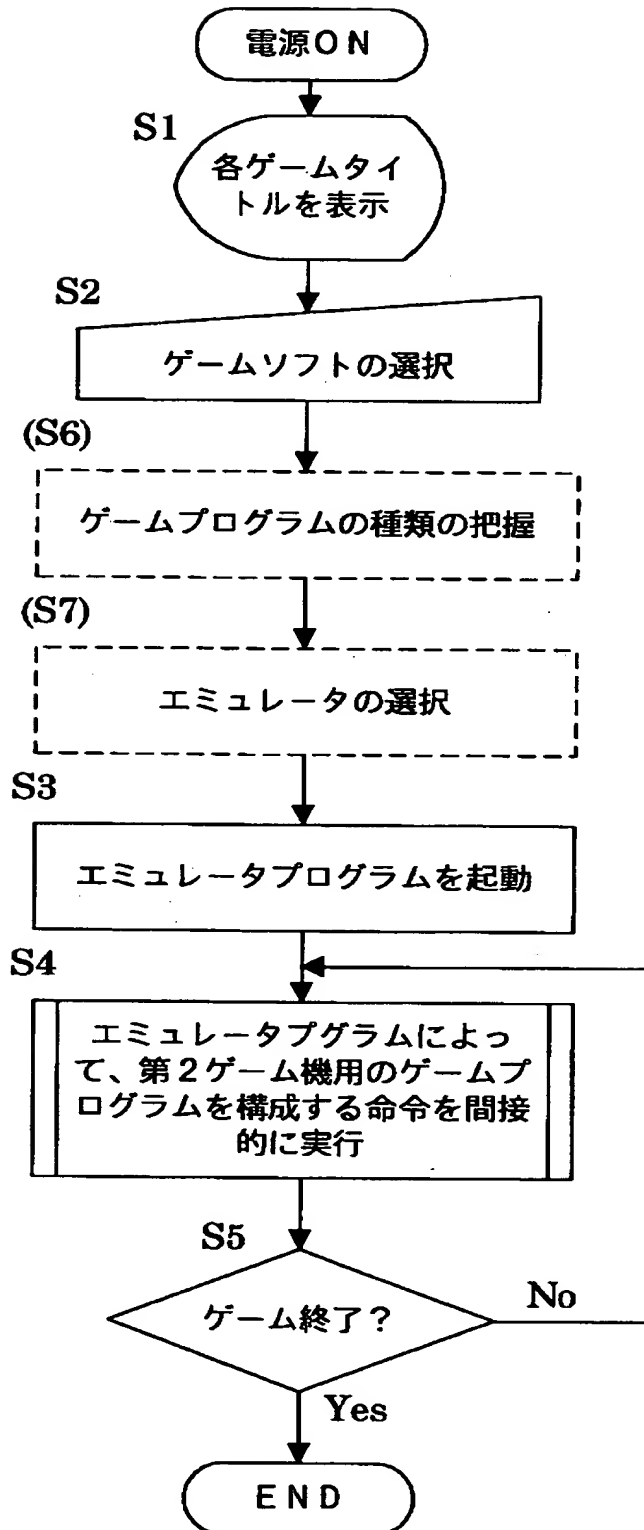 電源ON
S1
各ゲームタイ
トルを表示
S2
ゲームソフトの選択
(S6)
ゲームプログラムの種類の把握
(S7)
エミュレータの選択
S3
エミュレータプログラムを起動
S4
エミュレータプグラムによっ
て、第2ゲーム機用のゲームプ
ログラムを構成する命令を間接
的に実行
S5
ゲーム終了?
No
Yes
END